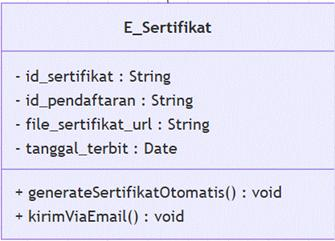 E_Sertifikat
- id_sertifikat : String
- id_pendaftaran : String
- file_sertifikat_url : String
- tanggal_terbit : Date
+ generateSertifikatOtomatis() : void
+ kirimViaEmail() : void